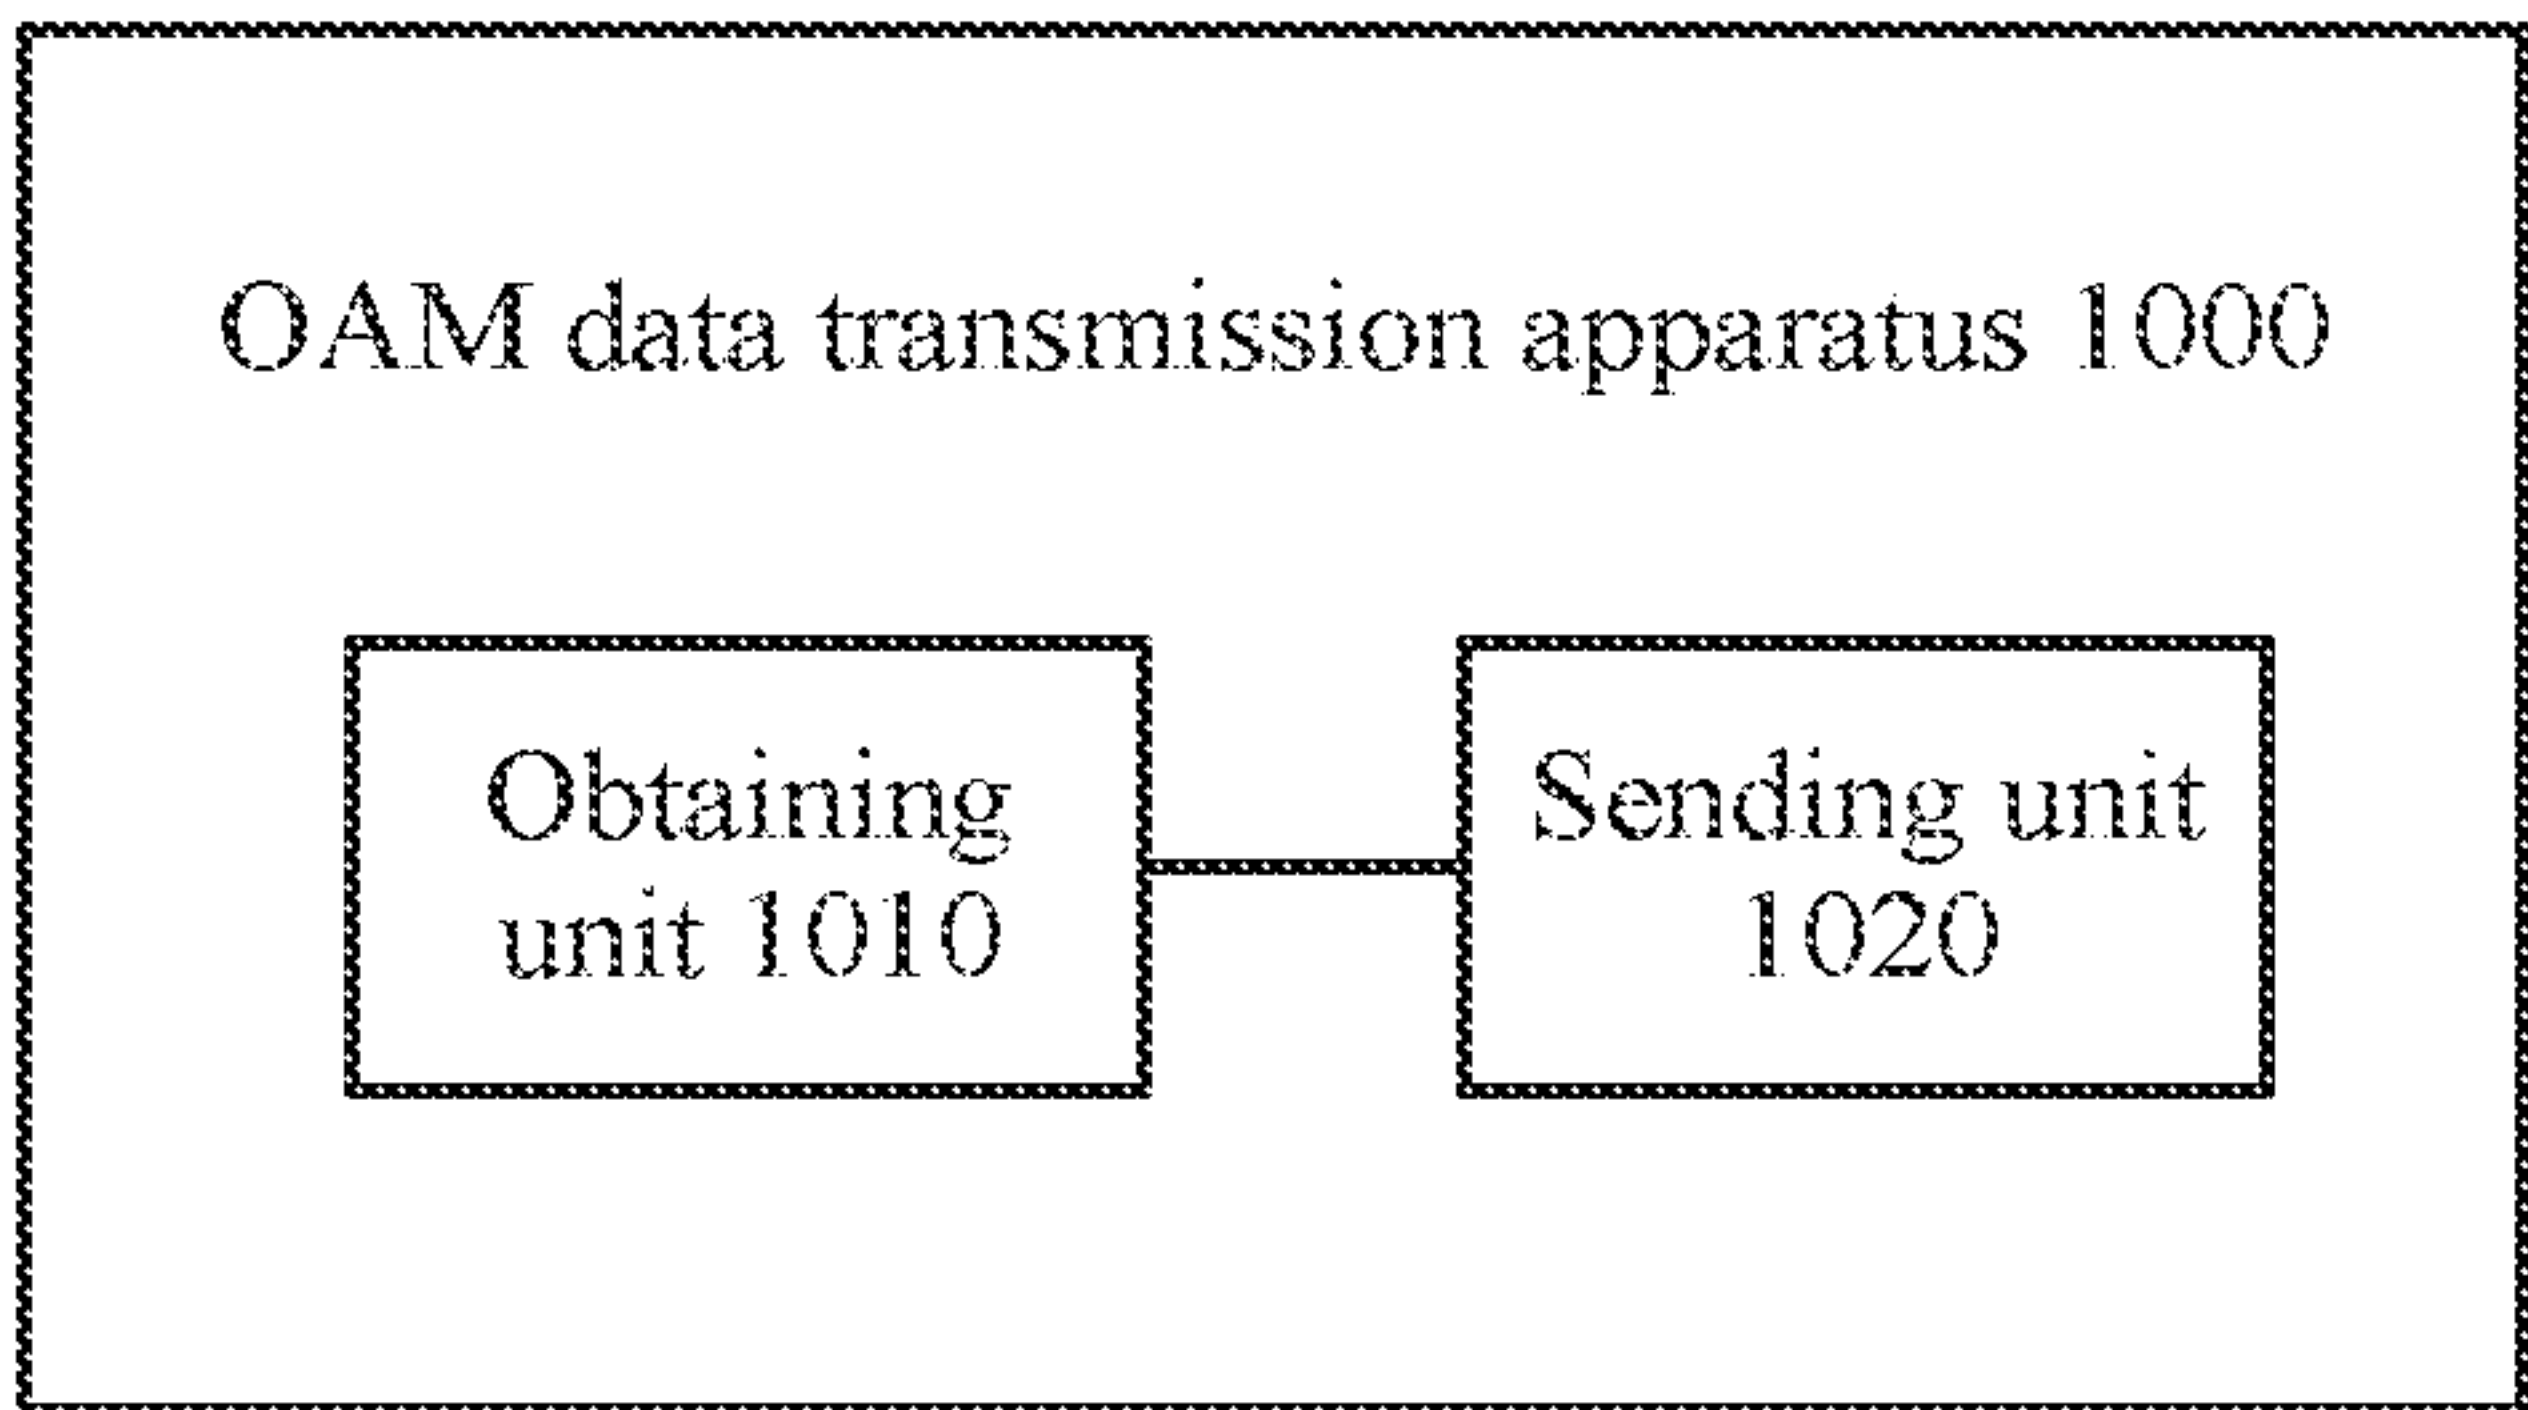 OAM data transmission apparatus 1000
Obtaining
unit 1010
Sending unit
1020